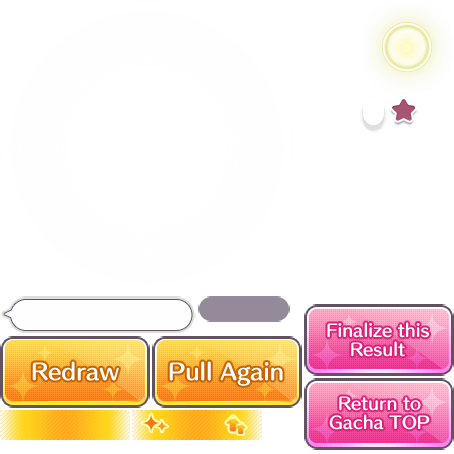 Redraw
Pull Again
Finalize this
Result
Return to
Gacha TOP